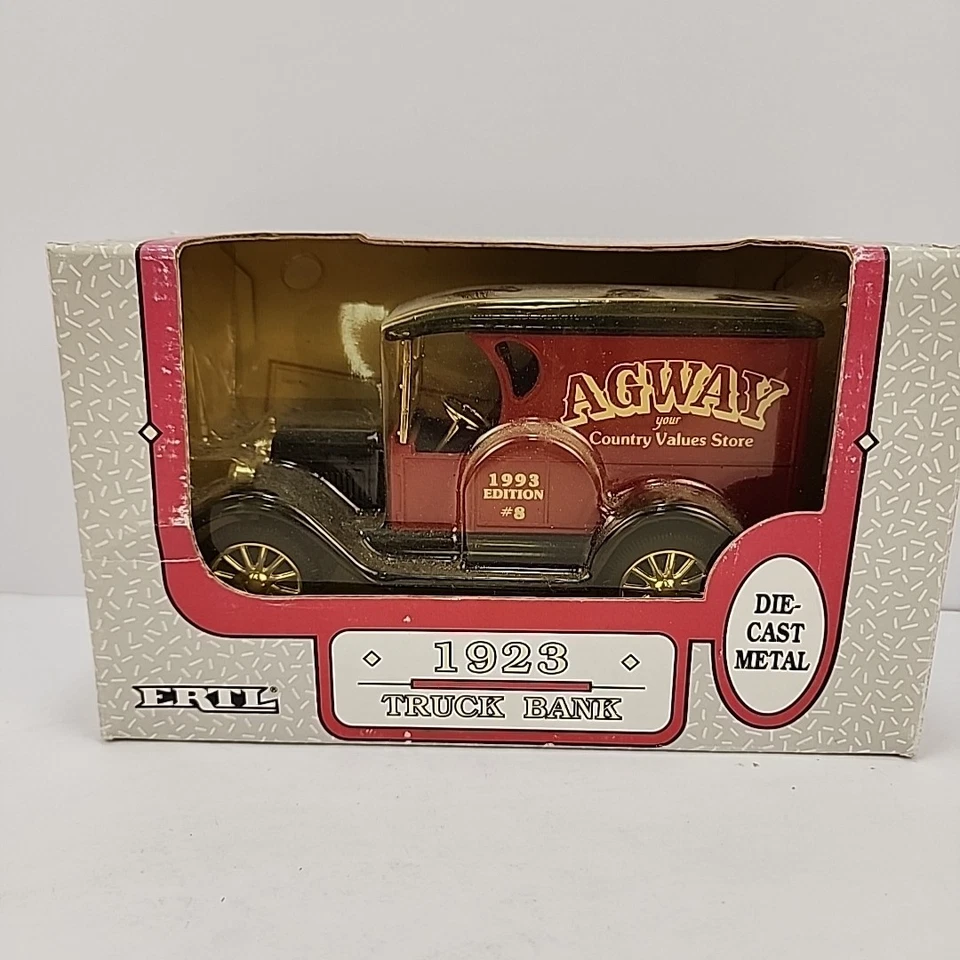 AGWAY
your
Country Values Store
1993
EDITION
#8
DIE-
CAST
METAL
1923
TRUCK BANK
ERTL®